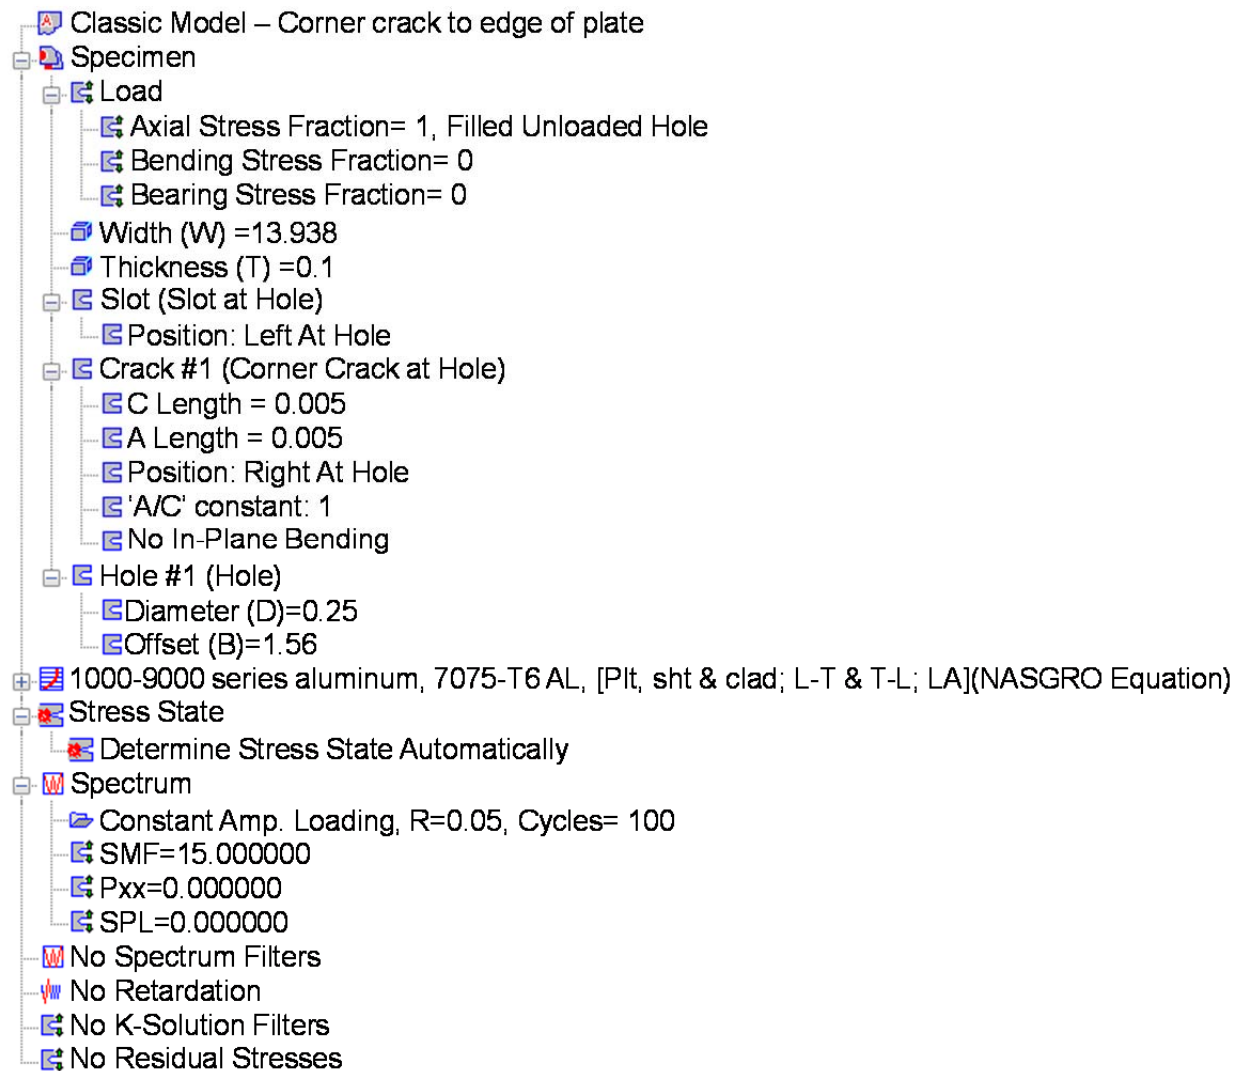 Classic Model – Corner crack to edge of plate
Specimen
Load
Axial Stress Fraction= 1, Filled Unloaded Hole
Bending Stress Fraction= 0
Bearing Stress Fraction= 0
Width (W) =13.938
Thickness (T) =0.1
Slot (Slot at Hole)
Position: Left At Hole
Crack #1 (Corner Crack at Hole)
C Length = 0.005
A Length = 0.005
Position: Right At Hole
'A/C' constant: 1
No In-Plane Bending
Hole #1 (Hole)
Diameter (D)=0.25
Offset (B)=1.56
1000-9000 series aluminum, 7075-T6 AL, [Plt, sht & clad; L-T & T-L; LA](NASGRO Equation)
Stress State
Determine Stress State Automatically
Spectrum
Constant Amp. Loading, R=0.05, Cycles= 100
SMF=15.000000
Pxx=0.000000
SPL=0.000000
No Spectrum Filters
No Retardation
No K-Solution Filters
No Residual Stresses